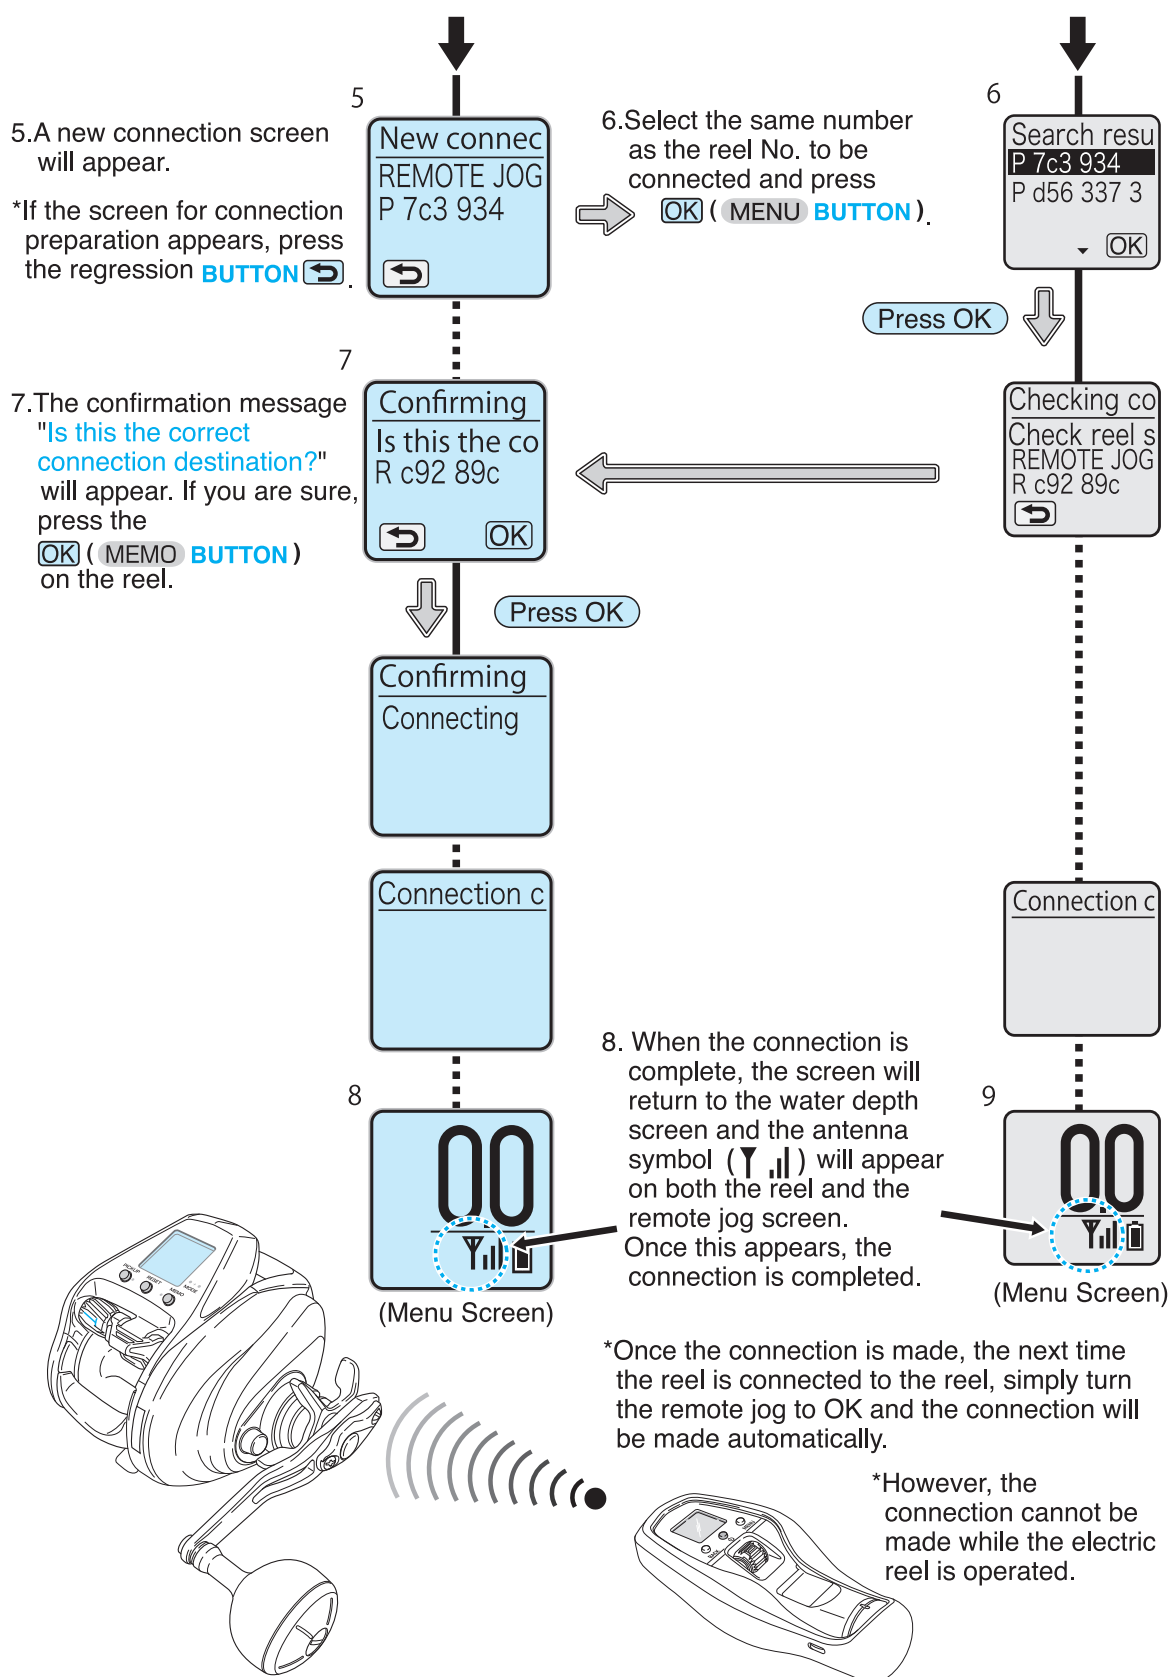 5
5.A new connection screen
will appear.
*If the screen for connection
preparation appears, press
the regression BUTTON .
New connec
REMOTE JOG
P 7c3 934
6.Select the same number
as the reel No. to be
connected and press
OK ( MENU BUTTON ).
6
Search resu
P 7c3 934
P d56 337 3
OK
Press OK
7
7.The confirmation message
"Is this the correct
connection destination?"
will appear. If you are sure,
press the
OK ( MEMO BUTTON )
on the reel.
Confirming
Is this the co
R c92 89c
OK
Checking co
Check reel s
REMOTE JOG
R c92 89c
Press OK
Confirming
Connecting
Connection c
Connection c
8. When the connection is
complete, the screen will
return to the water depth
screen and the antenna
symbol ( ) will appear
on both the reel and the
remote jog screen.
Once this appears, the
connection is completed.
8
0.0
(Menu Screen)
9
0.0
(Menu Screen)
PICK UP
RESET
MEMO
MODE
*Once the connection is made, the next time
the reel is connected to the reel, simply turn
the remote jog to OK and the connection will
be made automatically.
*However, the
connection cannot be
made while the electric
reel is operated.